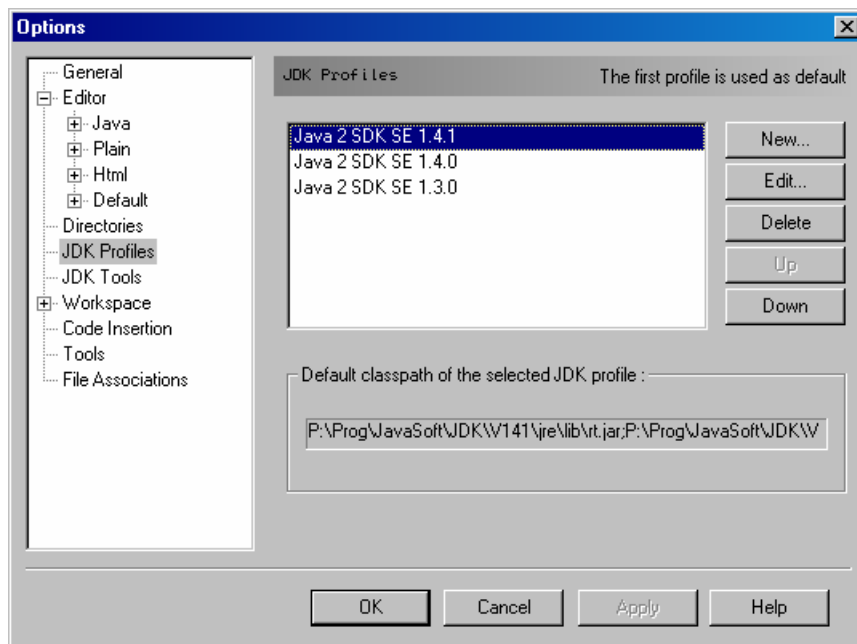 Options
General
Editor
Java
Plain
Html
Default
Directories
JDK Profiles
JDK Tools
Workspace
Code Insertion
Tools
File Associations
JDK Profiles
The first profile is used as default
Java 2 SDK SE 1.4.1
Java 2 SDK SE 1.4.0
Java 2 SDK SE 1.3.0
New...
Edit...
Delete
Up
Down
Default classpath of the selected JDK profile :
P:\Prog\JavaSoft\JDK\V141\jre\lib\rt.jar;P:\Prog\JavaSoft\JDK\V
OK
Cancel
Apply
Help